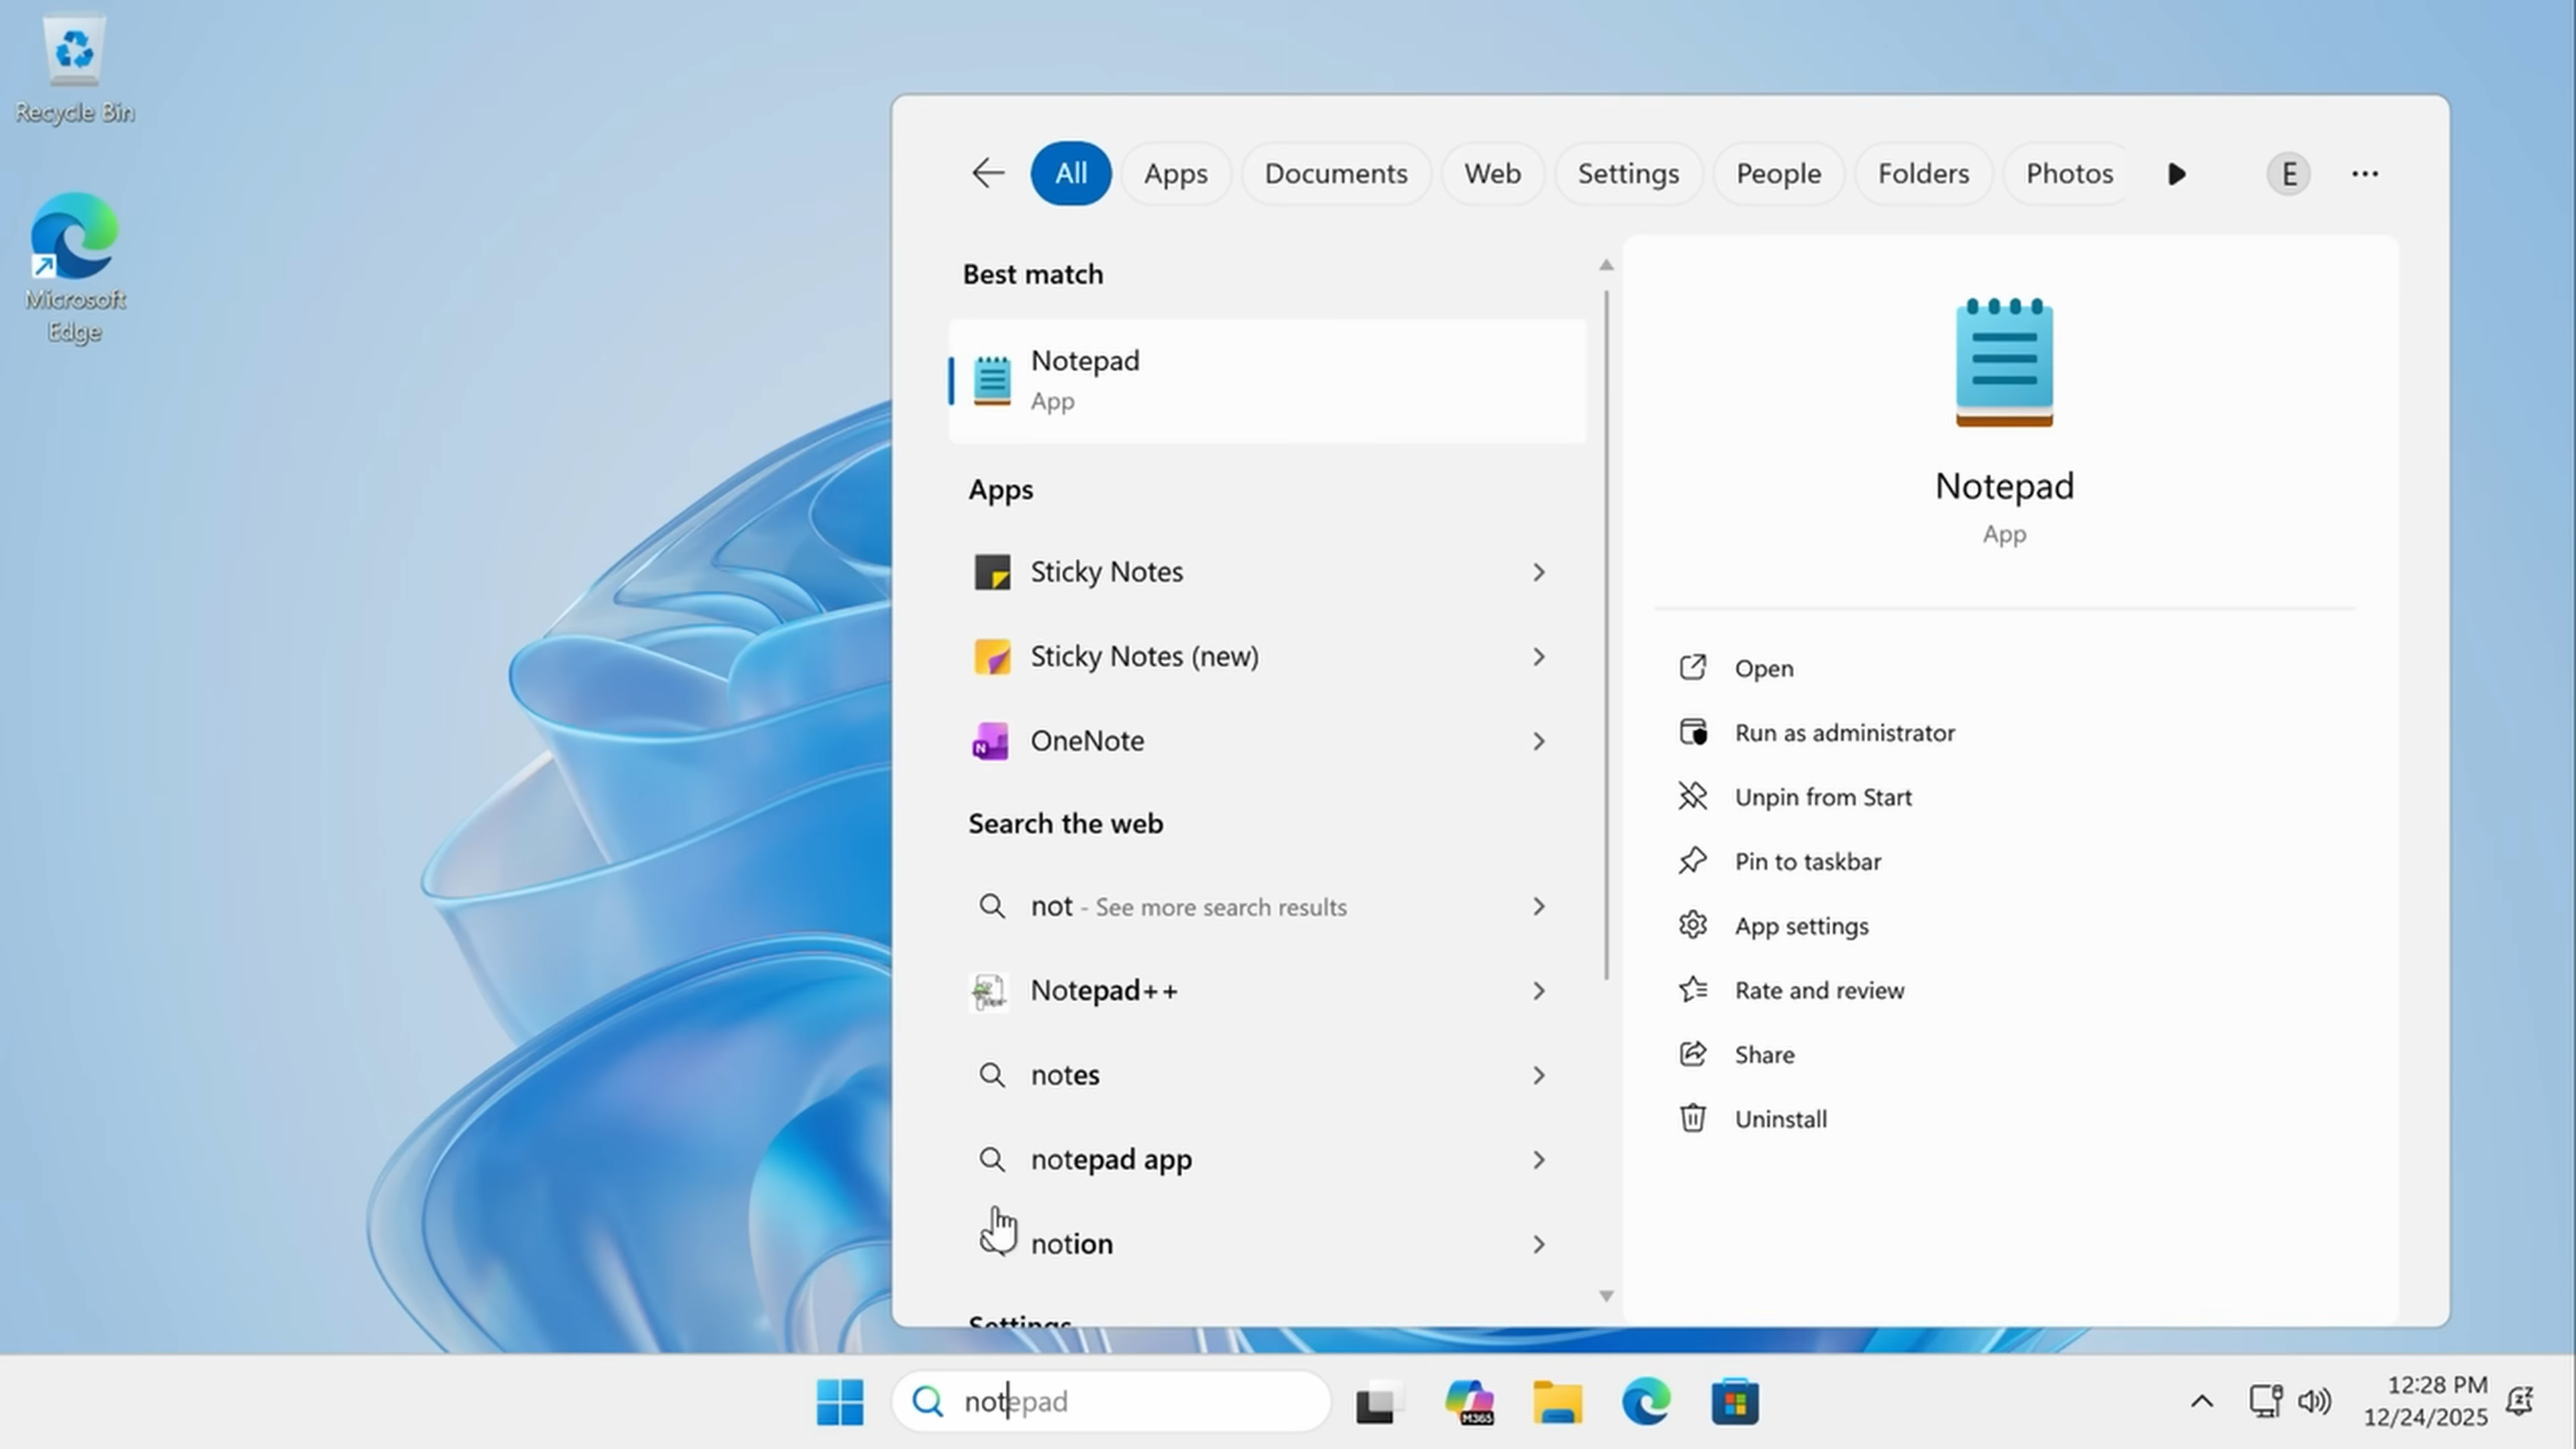 Recycle Bin
Microsoft
Edge
All
Apps
Documents
Web
Settings
People
Folders
Photos
E
Best match
Notepad
App
Apps
Sticky Notes
Sticky Notes (new)
OneNote
Search the web
not - See more search results
Notepad++
notes
notepad app
notion
Settings
Notepad
App
Open
Run as administrator
Unpin from Start
Pin to taskbar
App settings
Rate and review
Share
Uninstall
notepad
M365
12:28 PM
12/24/2025